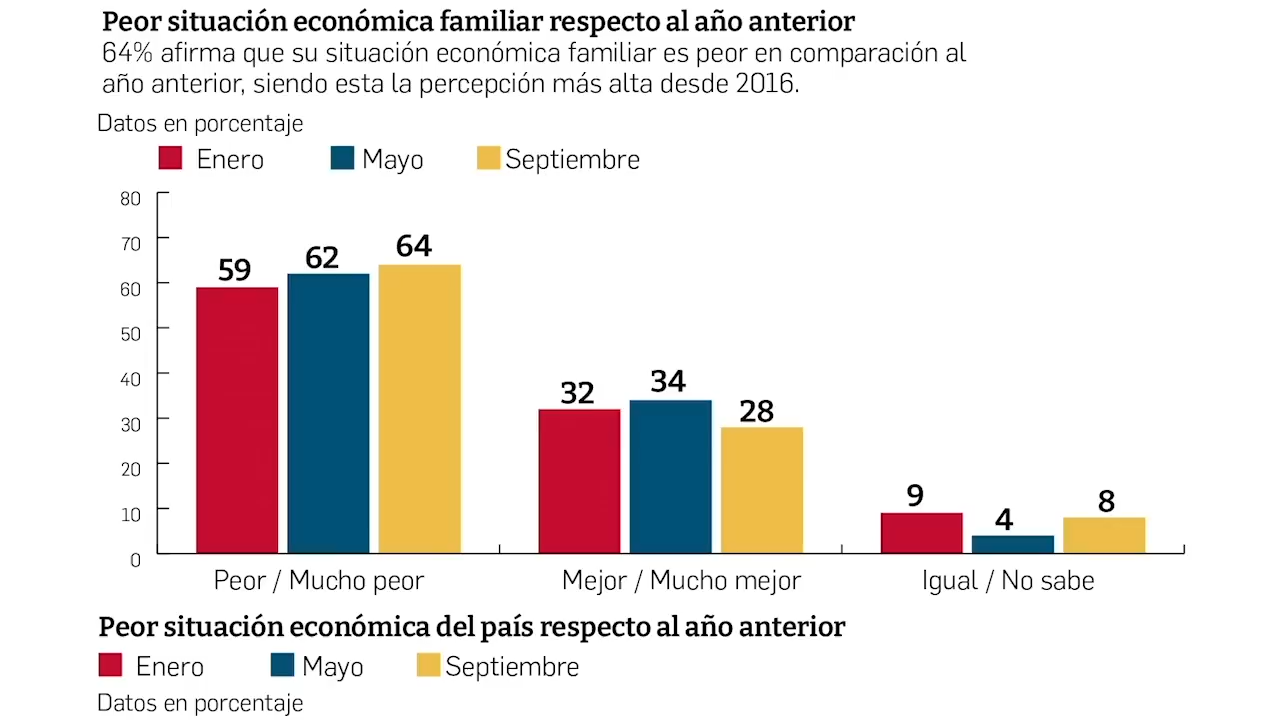 Peor situación económica familiar respecto al año anterior
64% afirma que su situación económica familiar es peor en comparación al
año anterior, siendo esta la percepción más alta desde 2016.
Datos en porcentaje
Enero Mayo Septiembre
80
70
60
50
40
30
20
10
0
59 62 64
32 34 28
9 4 8
Peor / Mucho peor Mejor / Mucho mejor Igual / No sabe
Peor situación económica del país respecto al año anterior
Enero Mayo Septiembre
Datos en porcentaje